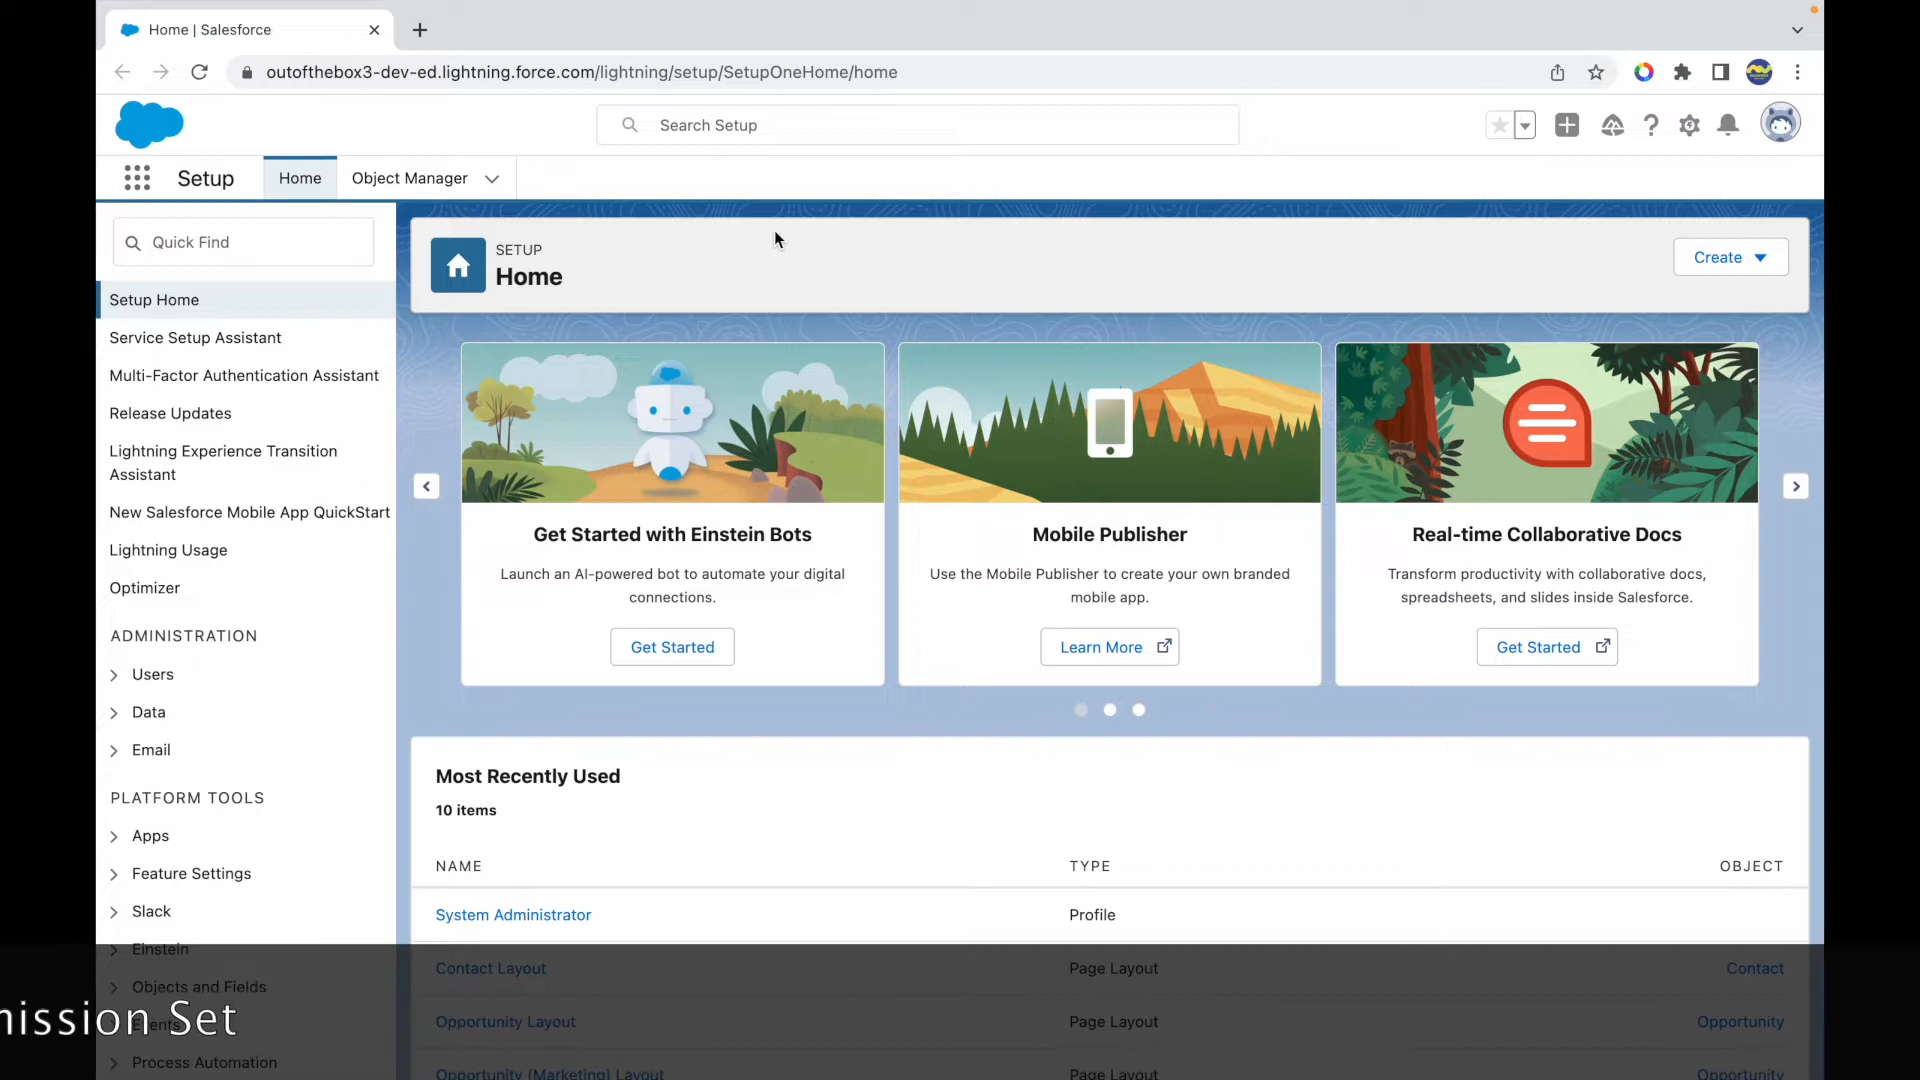 Home | Salesforce
outofthebox3-dev-ed.lightning.force.com/lightning/setup/SetupOneHome/home
Search Setup
Setup
Home
Object Manager
Quick Find
Setup Home
Service Setup Assistant
Multi-Factor Authentication Assistant
Release Updates
Lightning Experience Transition
Assistant
New Salesforce Mobile App QuickStart
Lightning Usage
Optimizer
ADMINISTRATION
Users
Data
Email
PLATFORM TOOLS
Apps
Feature Settings
Slack
Einstein
Objects and Fields
Events
Process Automation
SETUP
Home
Create
Get Started with Einstein Bots
Launch an AI-powered bot to automate your digital
connections.
Get Started
Mobile Publisher
Use the Mobile Publisher to create your own branded
mobile app.
Learn More
Real-time Collaborative Docs
Transform productivity with collaborative docs,
spreadsheets, and slides inside Salesforce.
Get Started
Most Recently Used
10 items
NAME TYPE OBJECT
System Administrator Profile
Contact Layout Page Layout Contact
Opportunity Layout Page Layout Opportunity
Opportunity (Marketing) Layout Page Layout Opportunity
mission Set